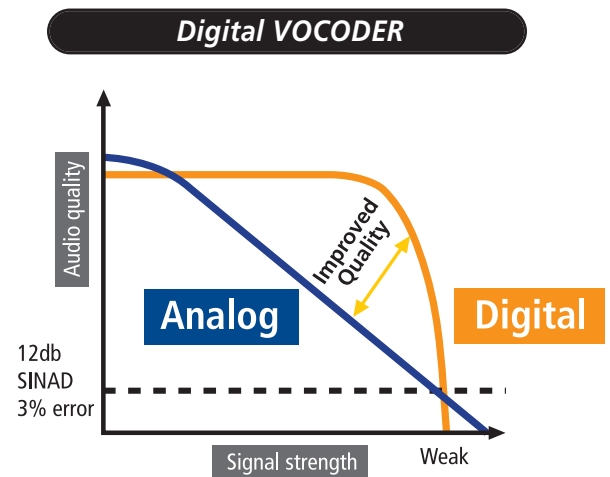 Digital VOCODER
Audio quality
Improved
Quality
Analog
Digital
12db
SINAD
3% error
Weak
Signal strength